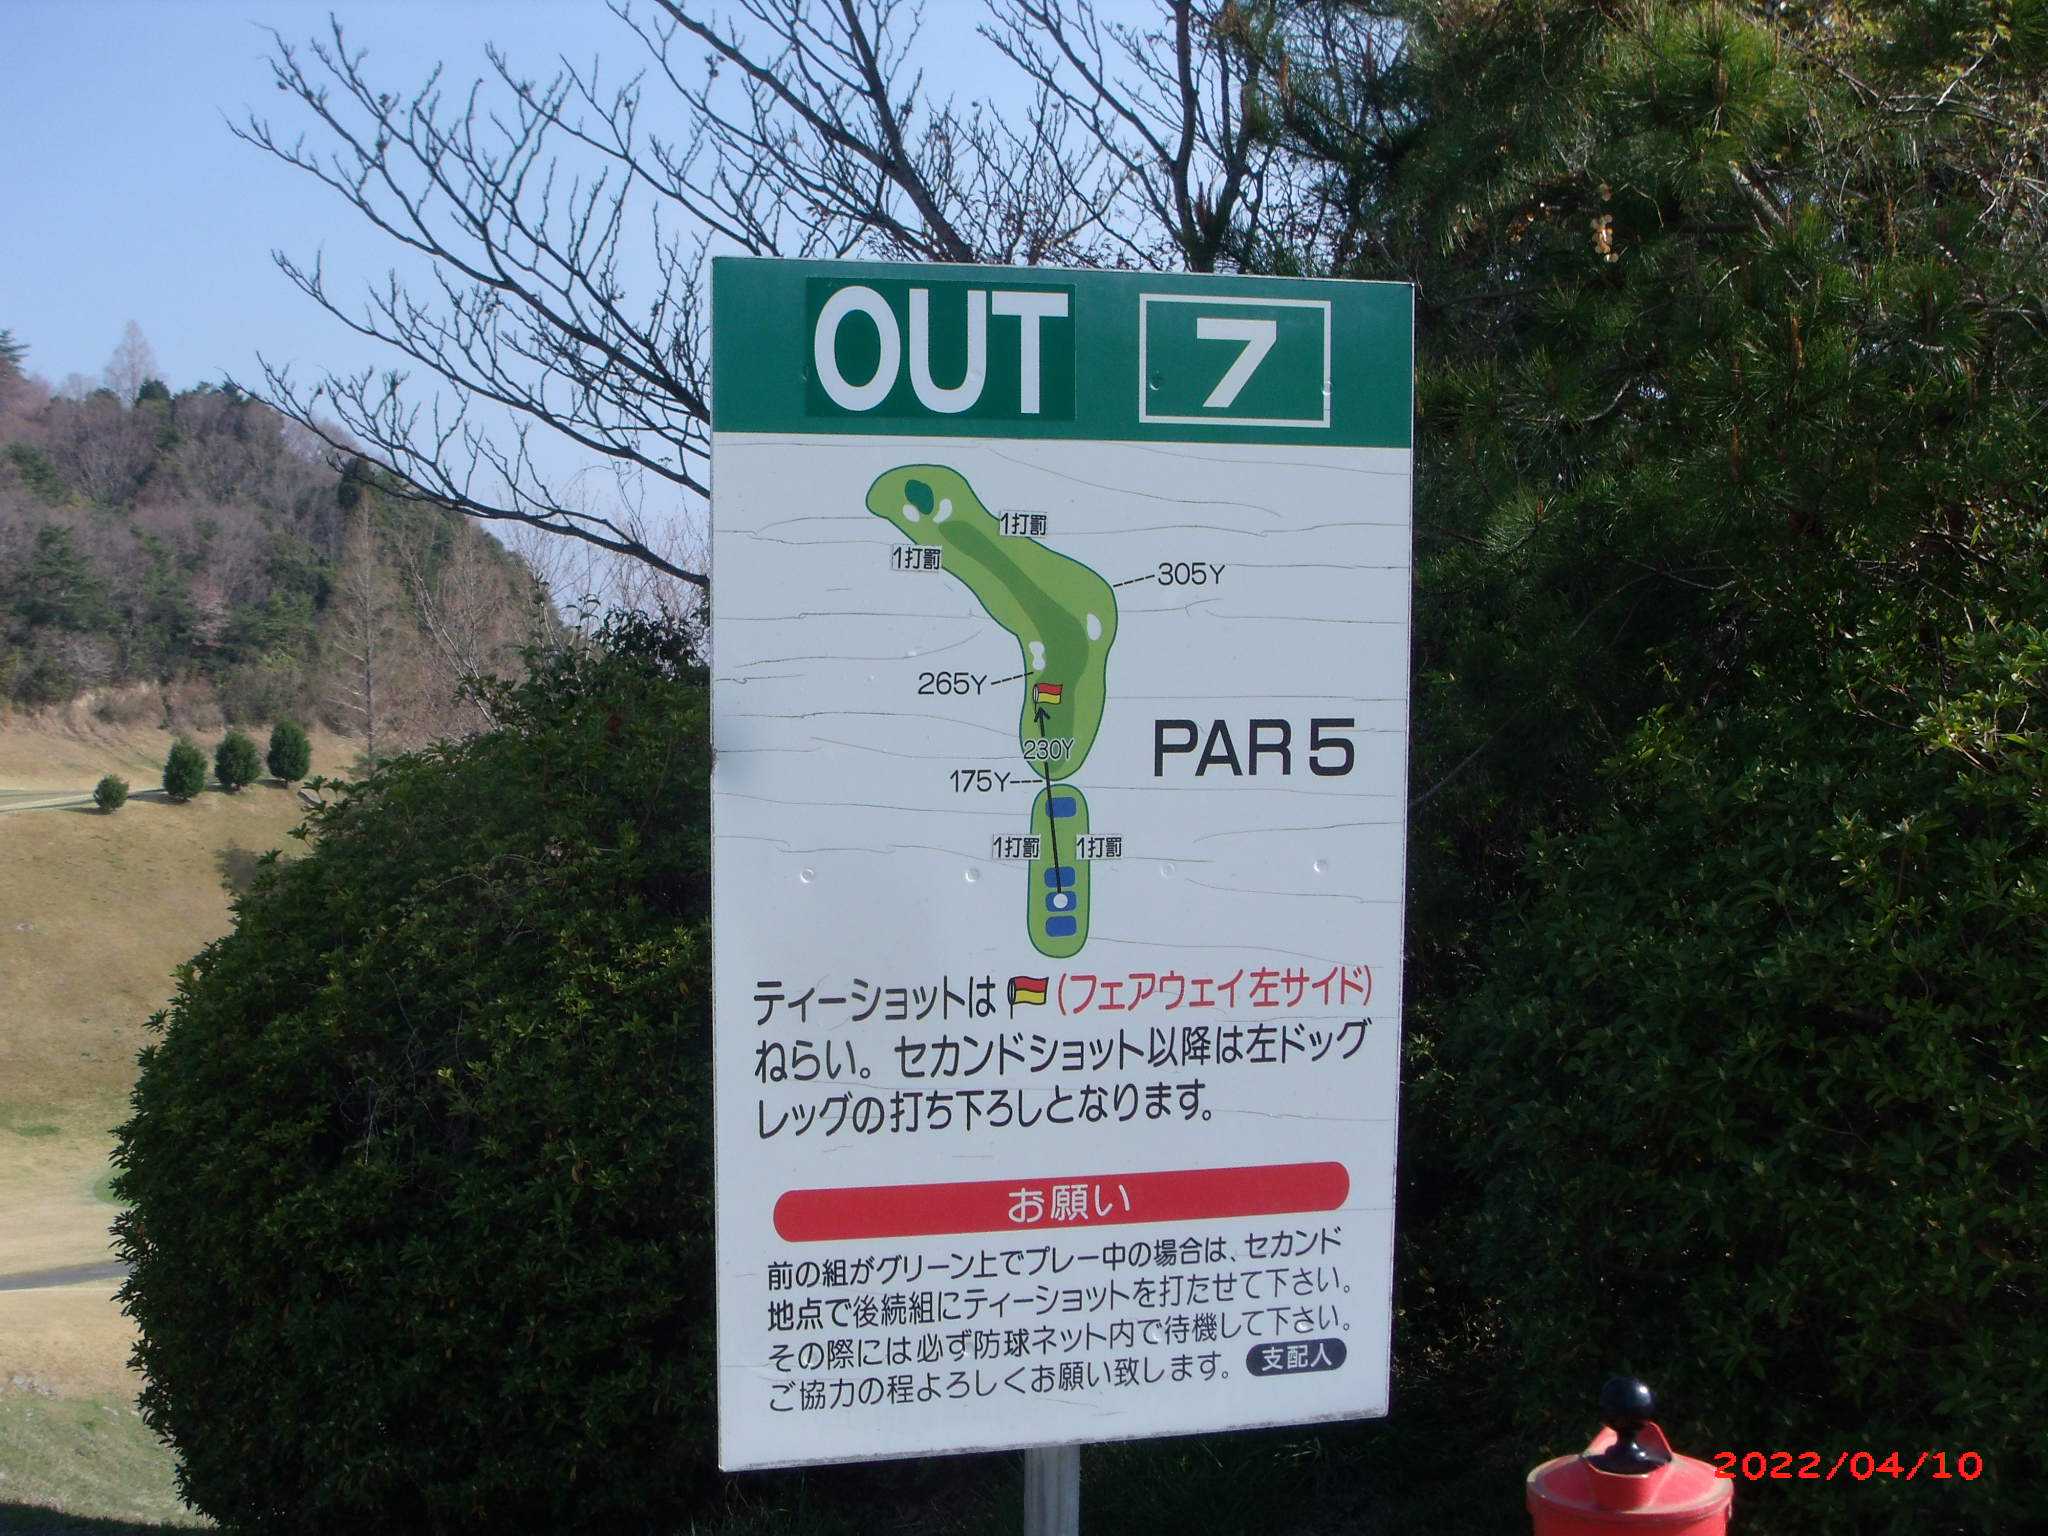 OUT 7
1打罰
1打罰
305Y
265Y
230Y
175Y
PAR 5
1打罰 1打罰
ティーショットは (フェアウェイ左サイド)
ねらい。セカンドショット以降は左ドッグ
レッグの打ち下ろしとなります。
お願い
前の組がグリーン上でプレー中の場合は、セカンド
地点で後続組にティーショットを打たせて下さい。
その際には必ず防球ネット内で待機して下さい。
ご協力の程よろしくお願い致します。 支配人
2022/04/10